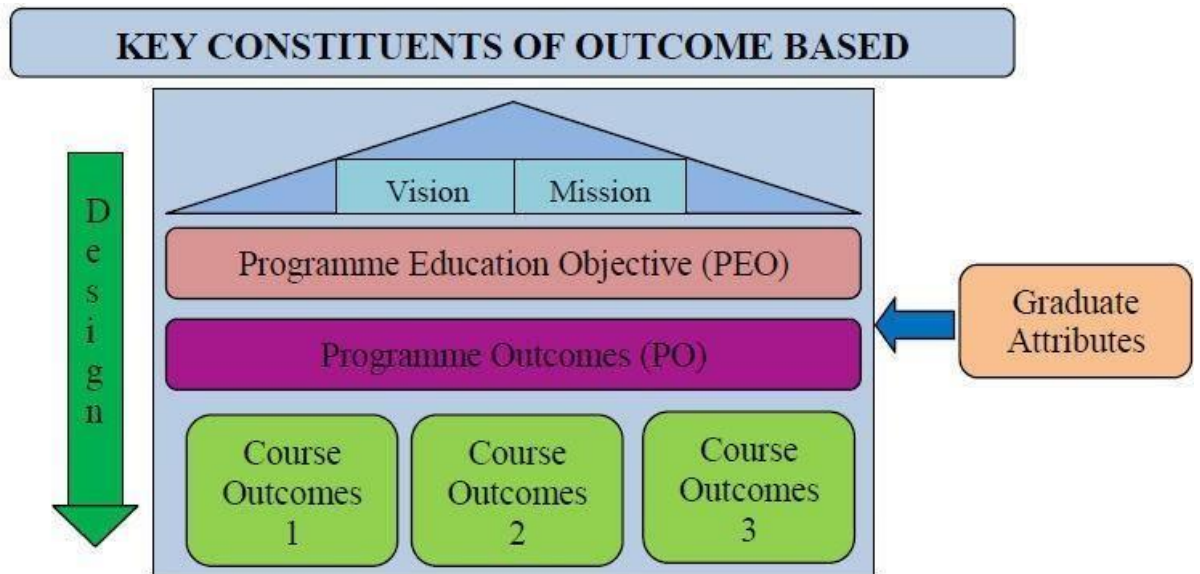 KEY CONSTITUENTS OF OUTCOME BASED
Design
Vision
Mission
Programme Education Objective (PEO)
Programme Outcomes (PO)
Graduate
Attributes
Course
Outcomes
1
Course
Outcomes
2
Course
Outcomes
3